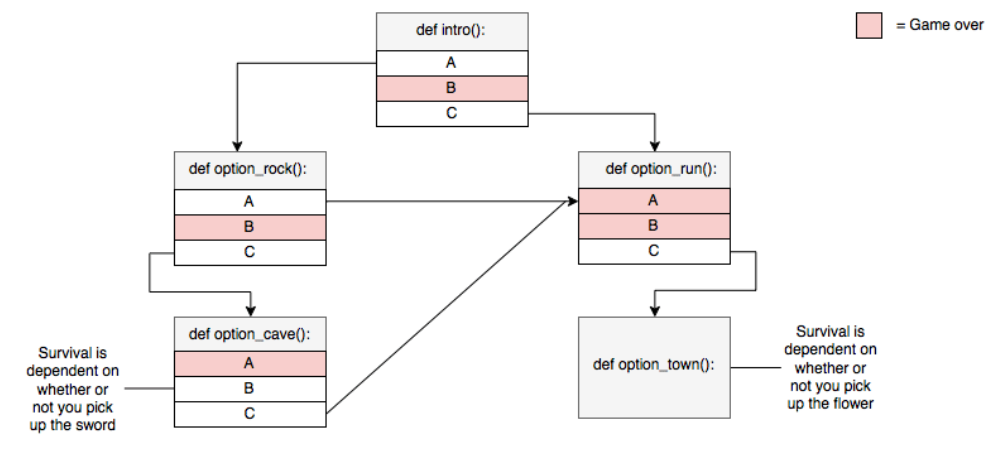 def intro():
A
B
C
= Game over
def option_rock():
A
B
C
def option_run():
A
B
C
def option_cave():
A
B
C
Survival is
dependent on
whether or
not you pick
up the sword
def option_town():
Survival is
dependent on
whether or
not you pick
up the flower